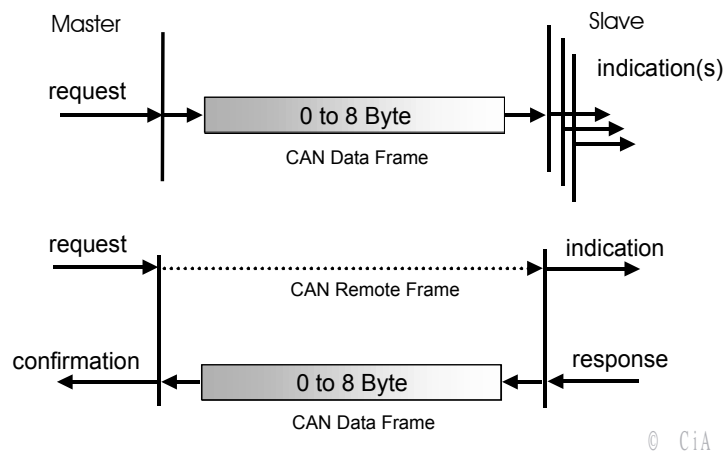 Master
Slave
request
indication(s)
0 to 8 Byte
CAN Data Frame
request
indication
CAN Remote Frame
confirmation
response
0 to 8 Byte
CAN Data Frame
© CiA